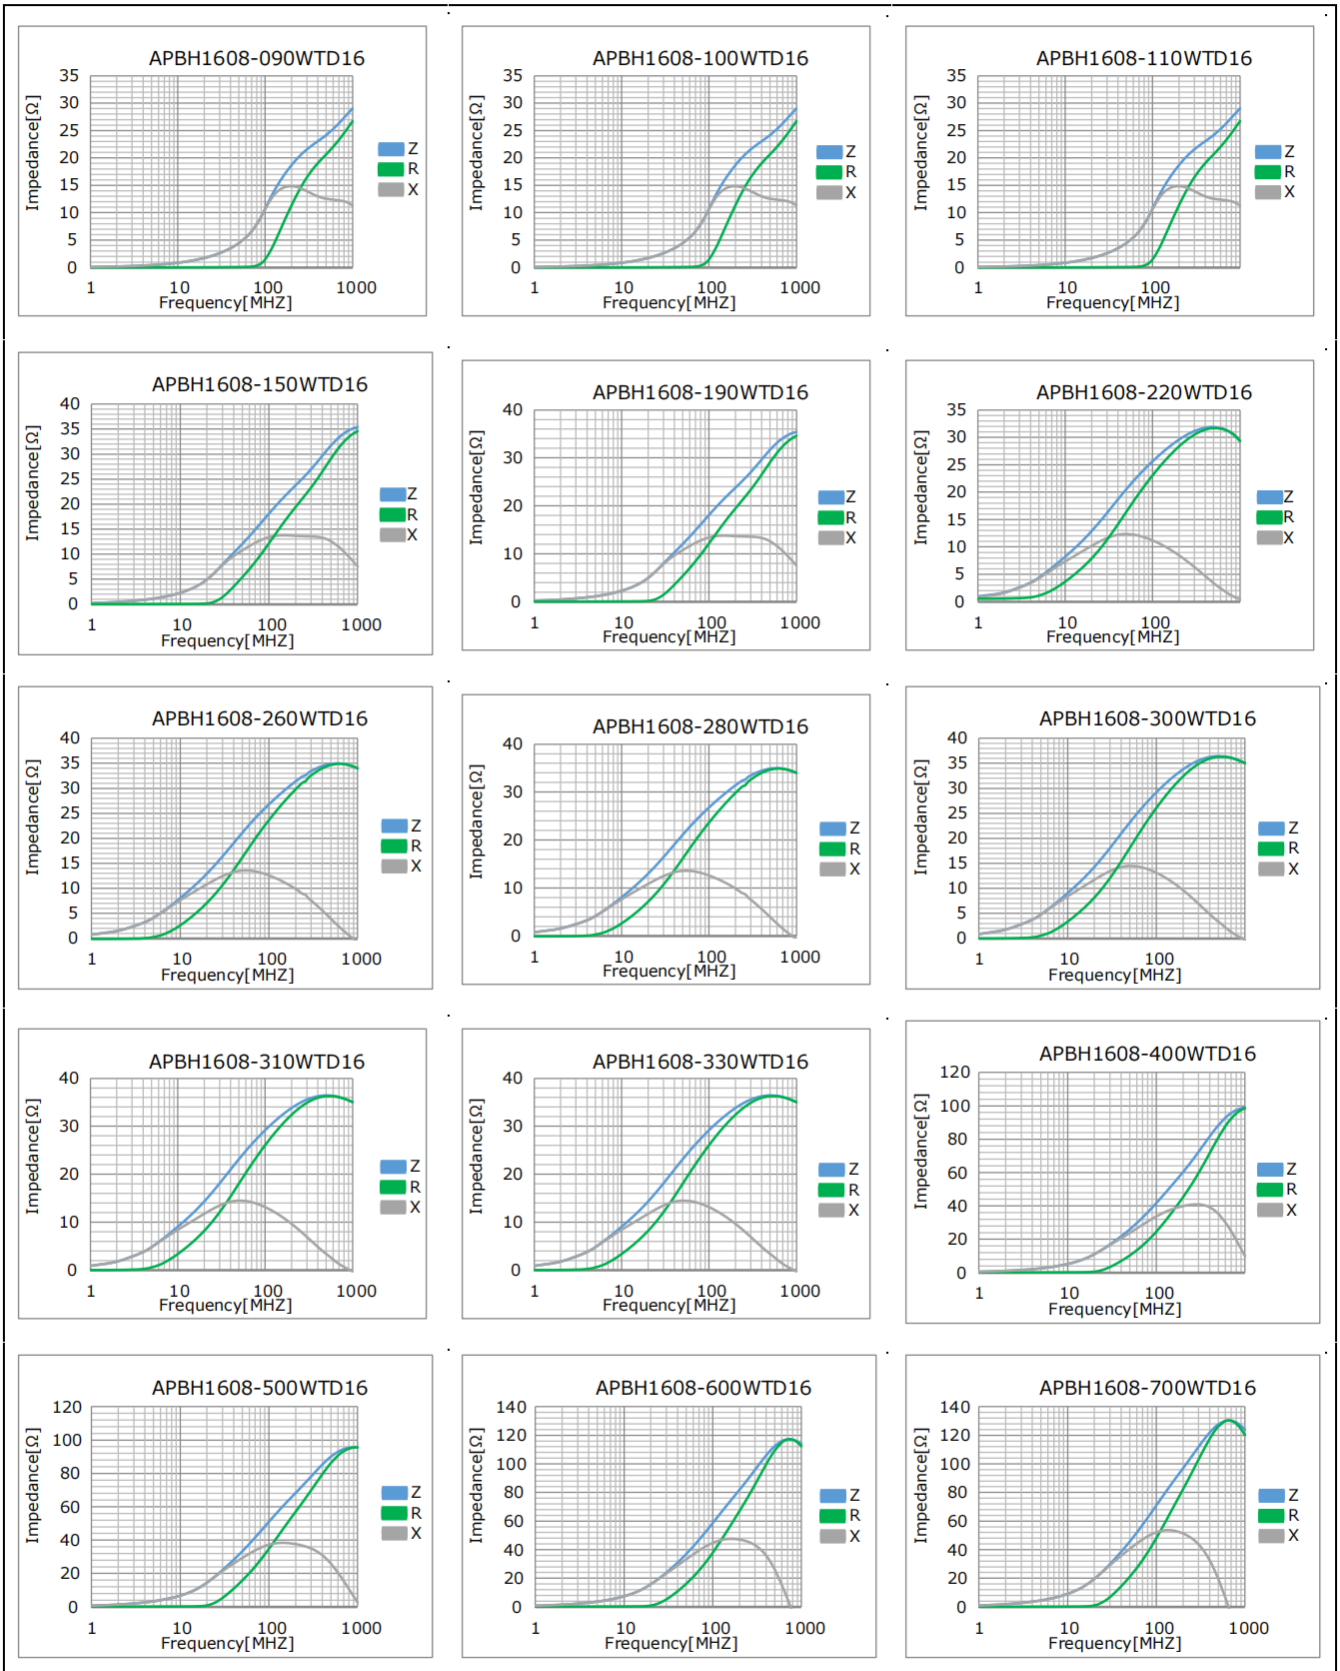 APBH1608-090WTD16
35
30
25
20
15
10
5
0
Impedance[Ω]
1 10 100 1000
Frequency[MHZ]
Z
R
X
APBH1608-100WTD16
35
30
25
20
15
10
5
0
Impedance[Ω]
1 10 100 1000
Frequency[MHZ]
Z
R
X
APBH1608-110WTD16
35
30
25
20
15
10
5
0
Impedance[Ω]
1 10 100
Frequency[MHZ]
Z
R
X
APBH1608-150WTD16
40
35
30
25
20
15
10
5
0
Impedance[Ω]
1 10 100 1000
Frequency[MHZ]
Z
R
X
APBH1608-190WTD16
40
30
20
10
0
Impedance[Ω]
1 10 100 1000
Frequency[MHZ]
Z
R
X
APBH1608-220WTD16
35
30
25
20
15
10
5
0
Impedance[Ω]
1 10 100
Frequency[MHZ]
Z
R
X
APBH1608-260WTD16
40
35
30
25
20
15
10
5
0
Impedance[Ω]
1 10 100 1000
Frequency[MHZ]
Z
R
X
APBH1608-280WTD16
40
30
20
10
0
Impedance[Ω]
1 10 100 1000
Frequency[MHZ]
Z
R
X
APBH1608-300WTD16
40
35
30
25
20
15
10
5
0
Impedance[Ω]
1 10 100
Frequency[MHZ]
Z
R
X
APBH1608-310WTD16
40
30
20
10
0
Impedance[Ω]
1 10 100 1000
Frequency[MHZ]
Z
R
X
APBH1608-330WTD16
40
30
20
10
0
Impedance[Ω]
1 10 100 1000
Frequency[MHZ]
Z
R
X
APBH1608-400WTD16
120
100
80
60
40
20
0
Impedance[Ω]
1 10 100
Frequency[MHZ]
Z
R
X
APBH1608-500WTD16
120
100
80
60
40
20
0
Impedance[Ω]
1 10 100 1000
Frequency[MHZ]
Z
R
X
APBH1608-600WTD16
140
120
100
80
60
40
20
0
Impedance[Ω]
1 10 100 1000
Frequency[MHZ]
Z
R
X
APBH1608-700WTD16
140
120
100
80
60
40
20
0
Impedance[Ω]
1 10 100 1000
Frequency[MHZ]
Z
R
X